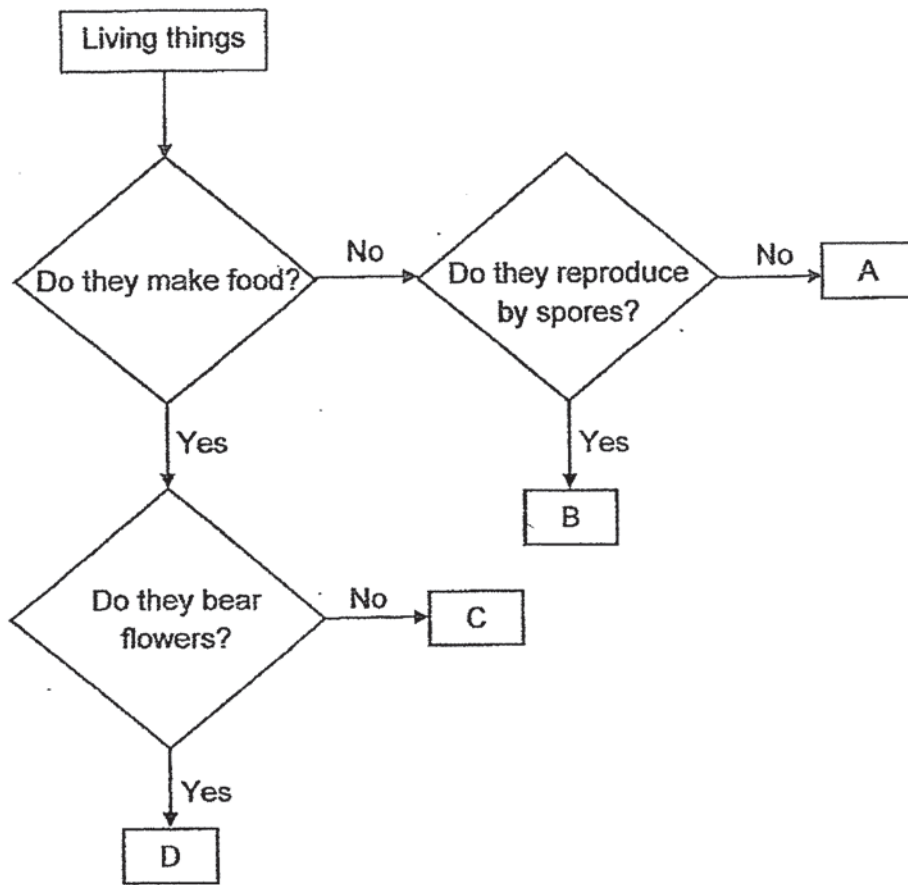 Living things
Do they make food?
No
Do they reproduce
by spores?
No
A
Yes
Yes
B
Do they bear
flowers?
No
C
Yes
D